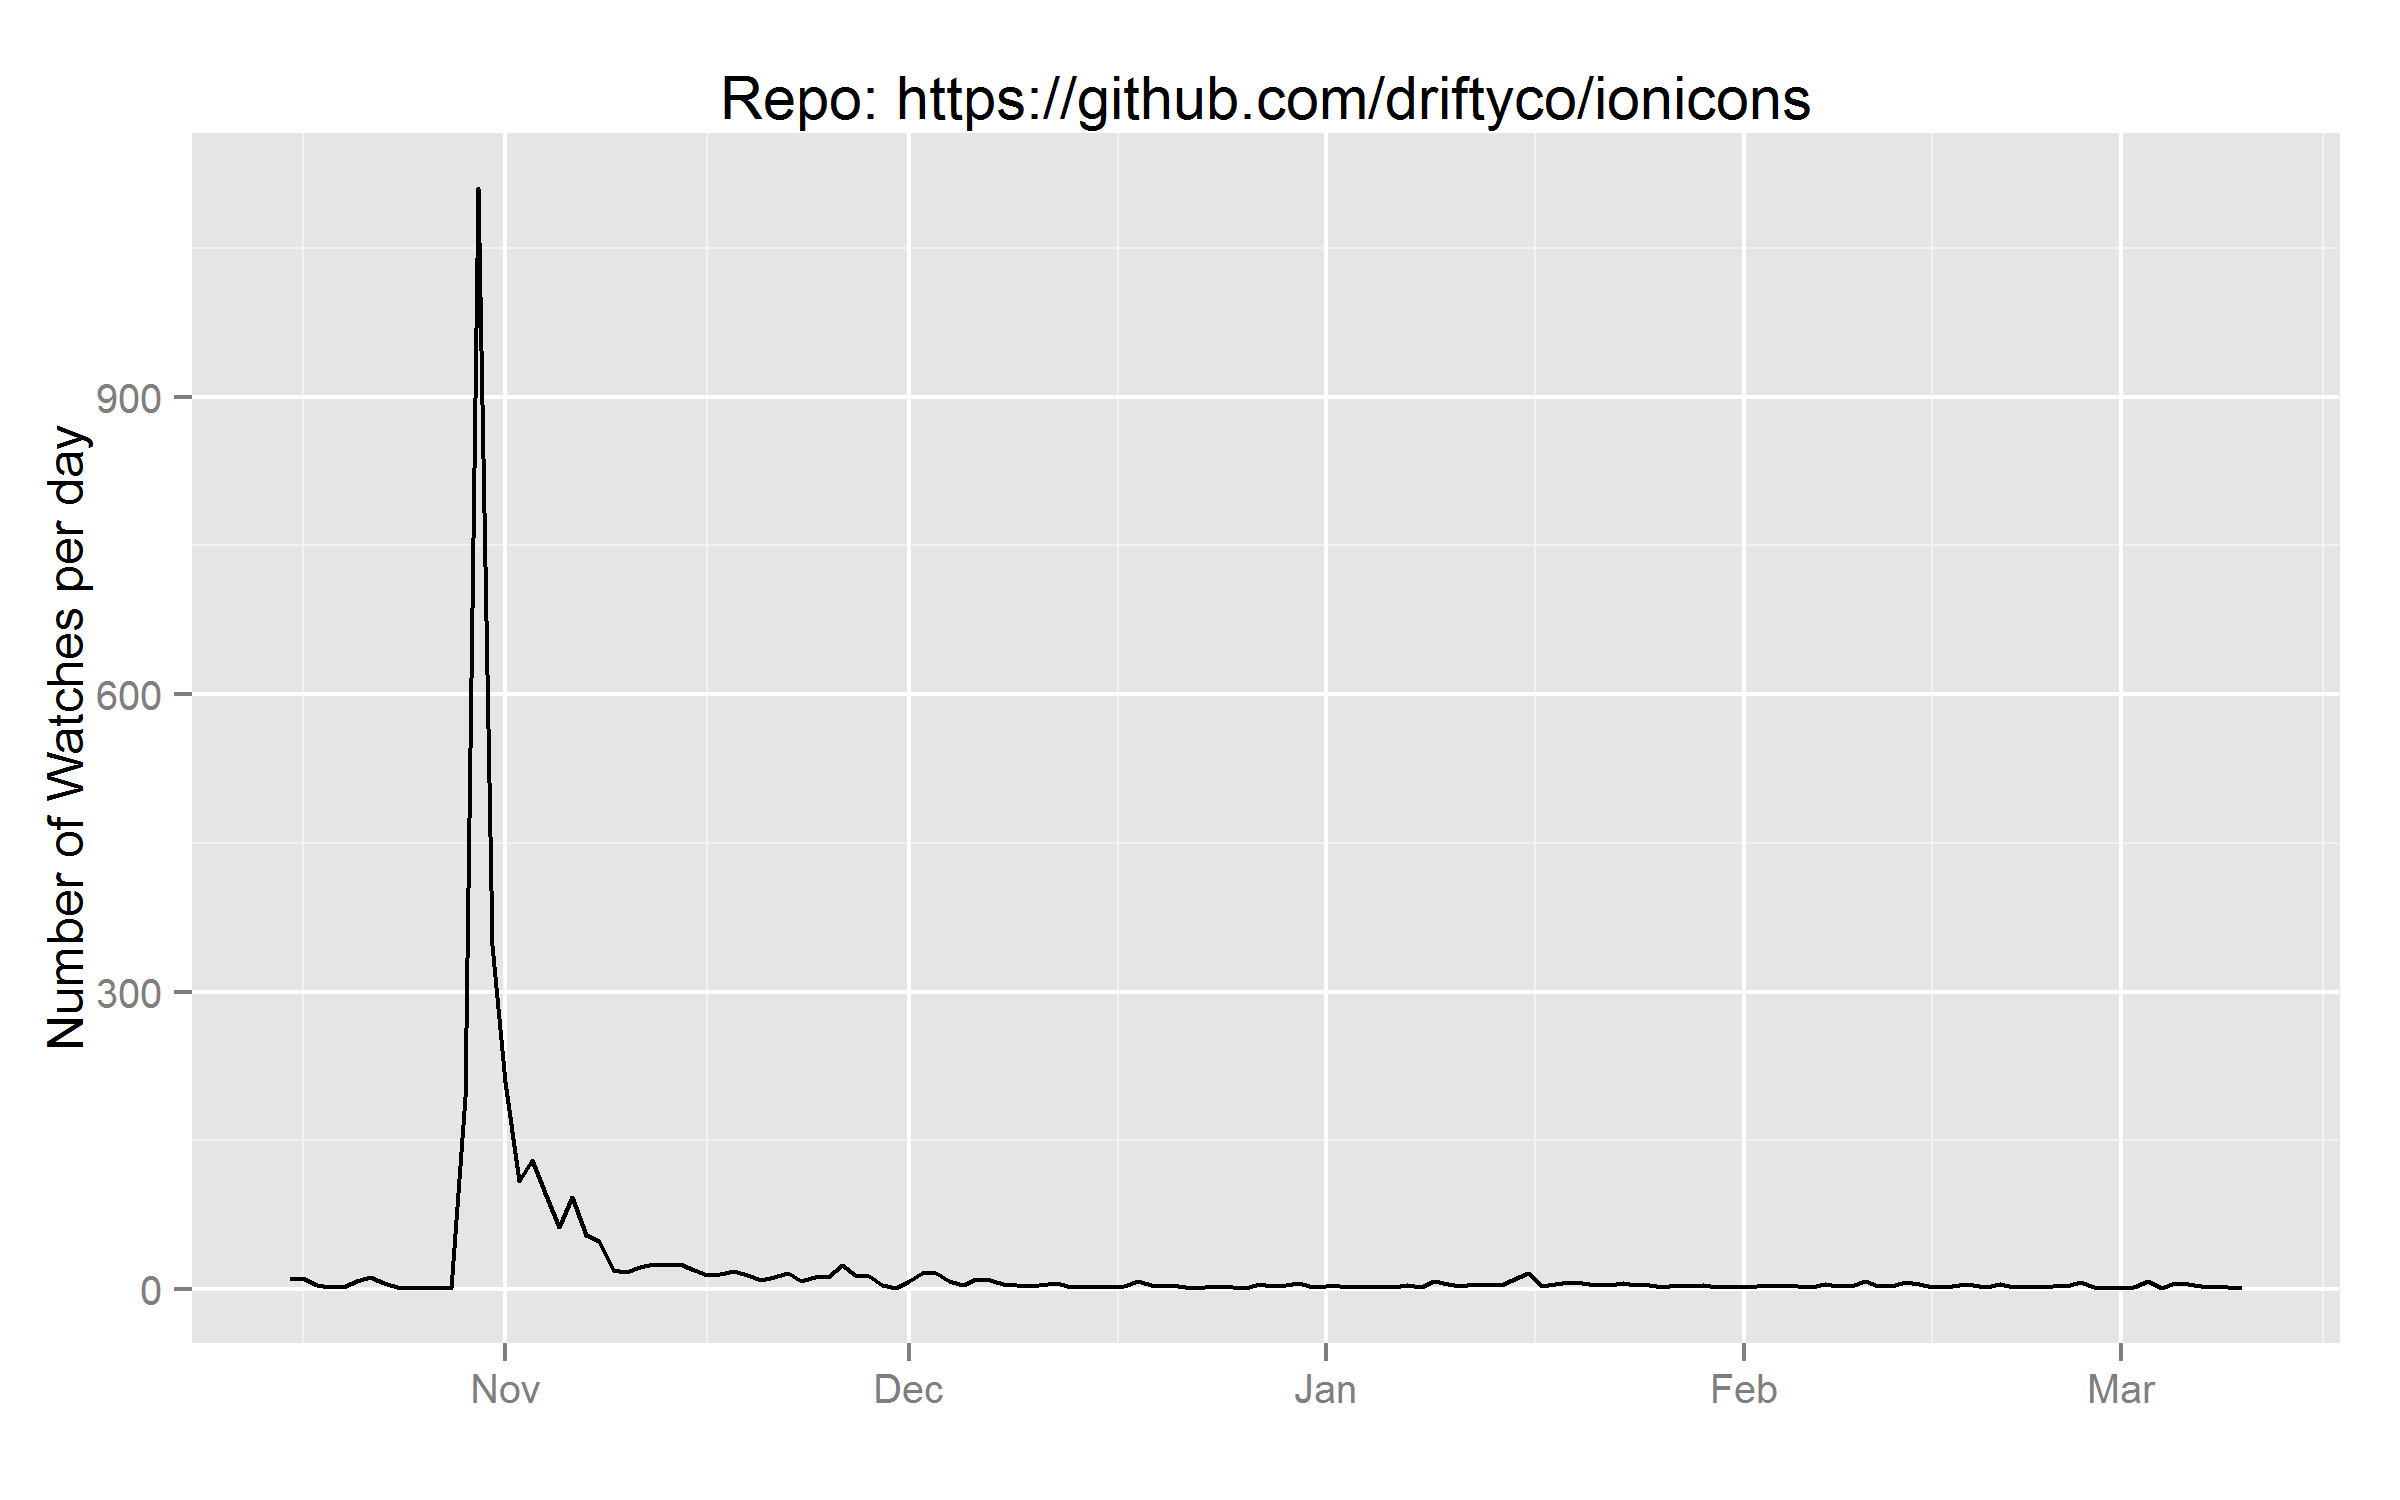 Repo: https://github.com/driftyco/ionicons
Number of Watches per day
900
600
300
0
Nov Dec Jan Feb Mar